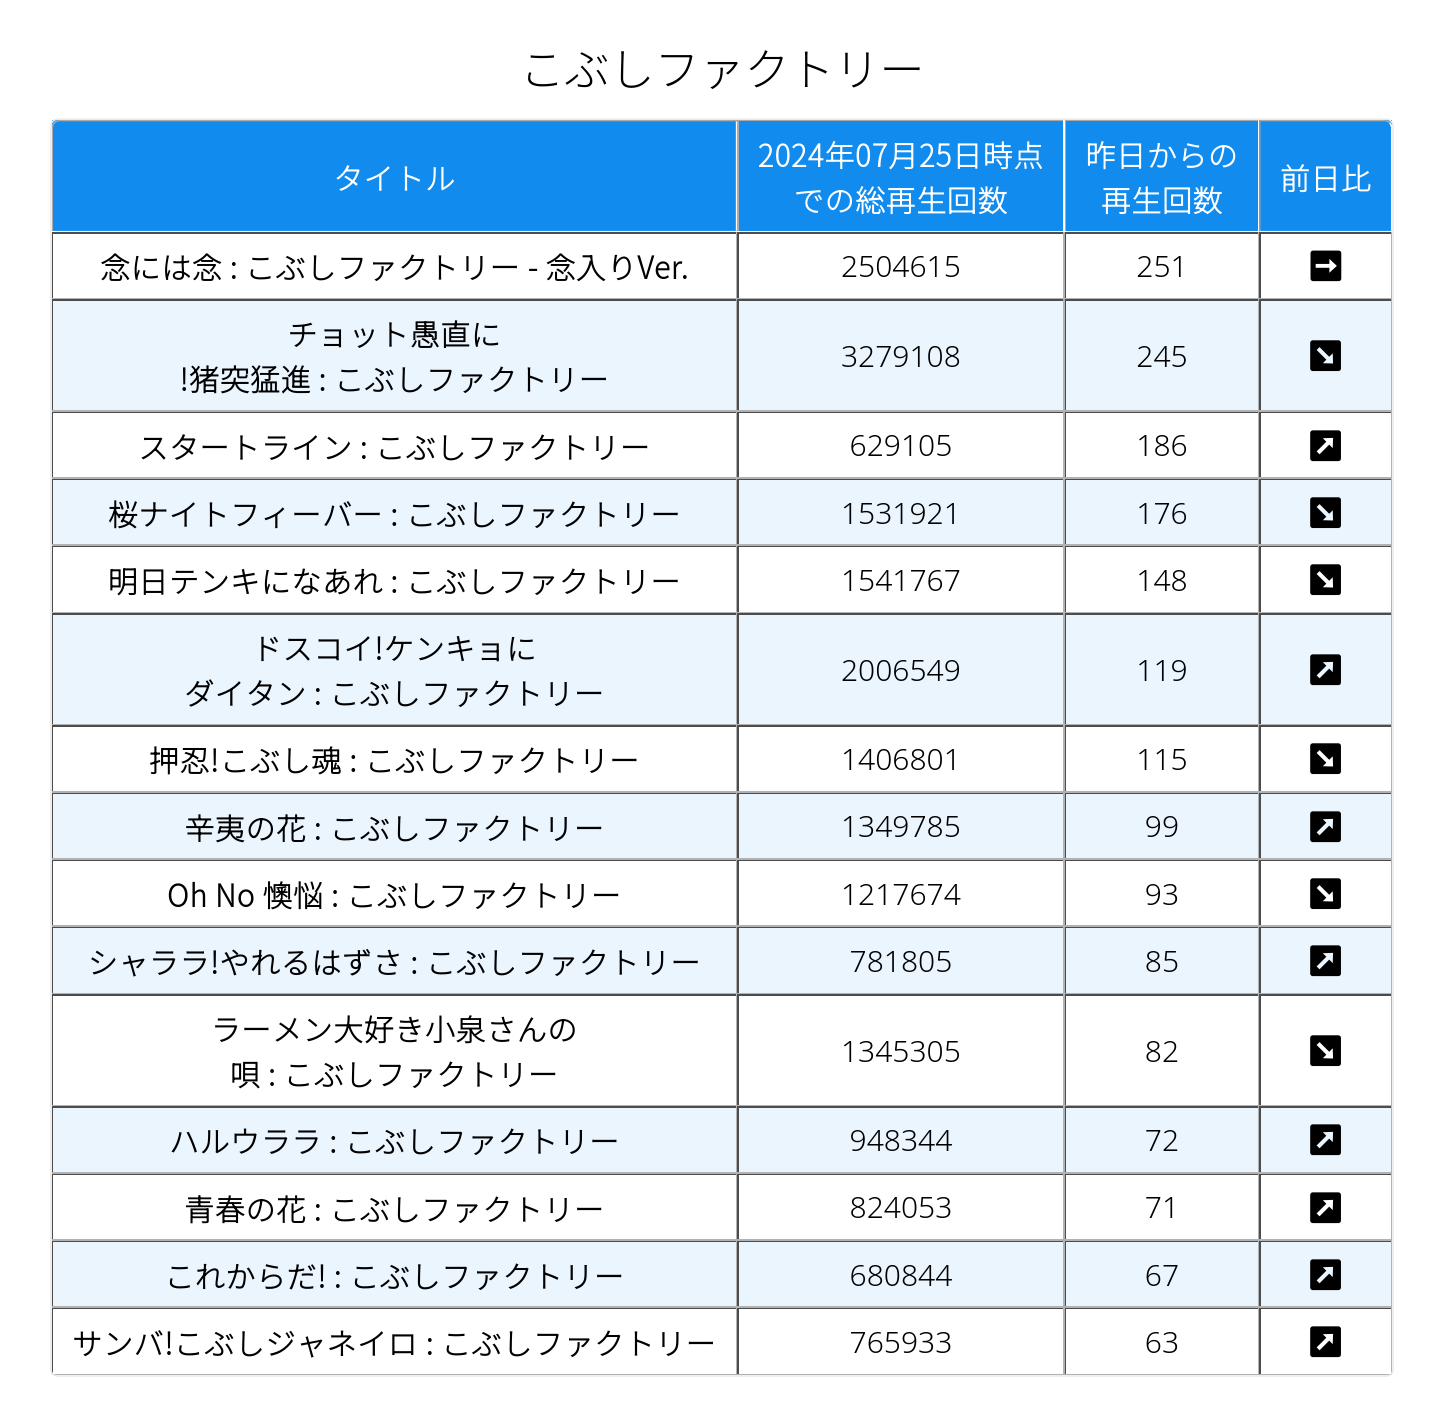 こぶしファクトリー
タイトル
2024年07月25日時点
での総再生回数
昨日からの
再生回数
前日比
念には念 : こぶしファクトリー - 念入りVer.
2504615
251
チョット愚直に
!猪突猛進 : こぶしファクトリー
3279108
245
スタートライン : こぶしファクトリー
629105
186
桜ナイトフィーバー : こぶしファクトリー
1531921
176
明日テンキになあれ : こぶしファクトリー
1541767
148
ドスコイ!ケンキョに
ダイタン : こぶしファクトリー
2006549
119
押忍!こぶし魂 : こぶしファクトリー
1406801
115
辛夷の花 : こぶしファクトリー
1349785
99
Oh No 懊悩 : こぶしファクトリー
1217674
93
シャララ!やれるはずさ : こぶしファクトリー
781805
85
ラーメン大好き小泉さんの
唄 : こぶしファクトリー
1345305
82
ハルウララ : こぶしファクトリー
948344
72
青春の花 : こぶしファクトリー
824053
71
これからだ! : こぶしファクトリー
680844
67
サンバ!こぶしジャネイロ : こぶしファクトリー
765933
63